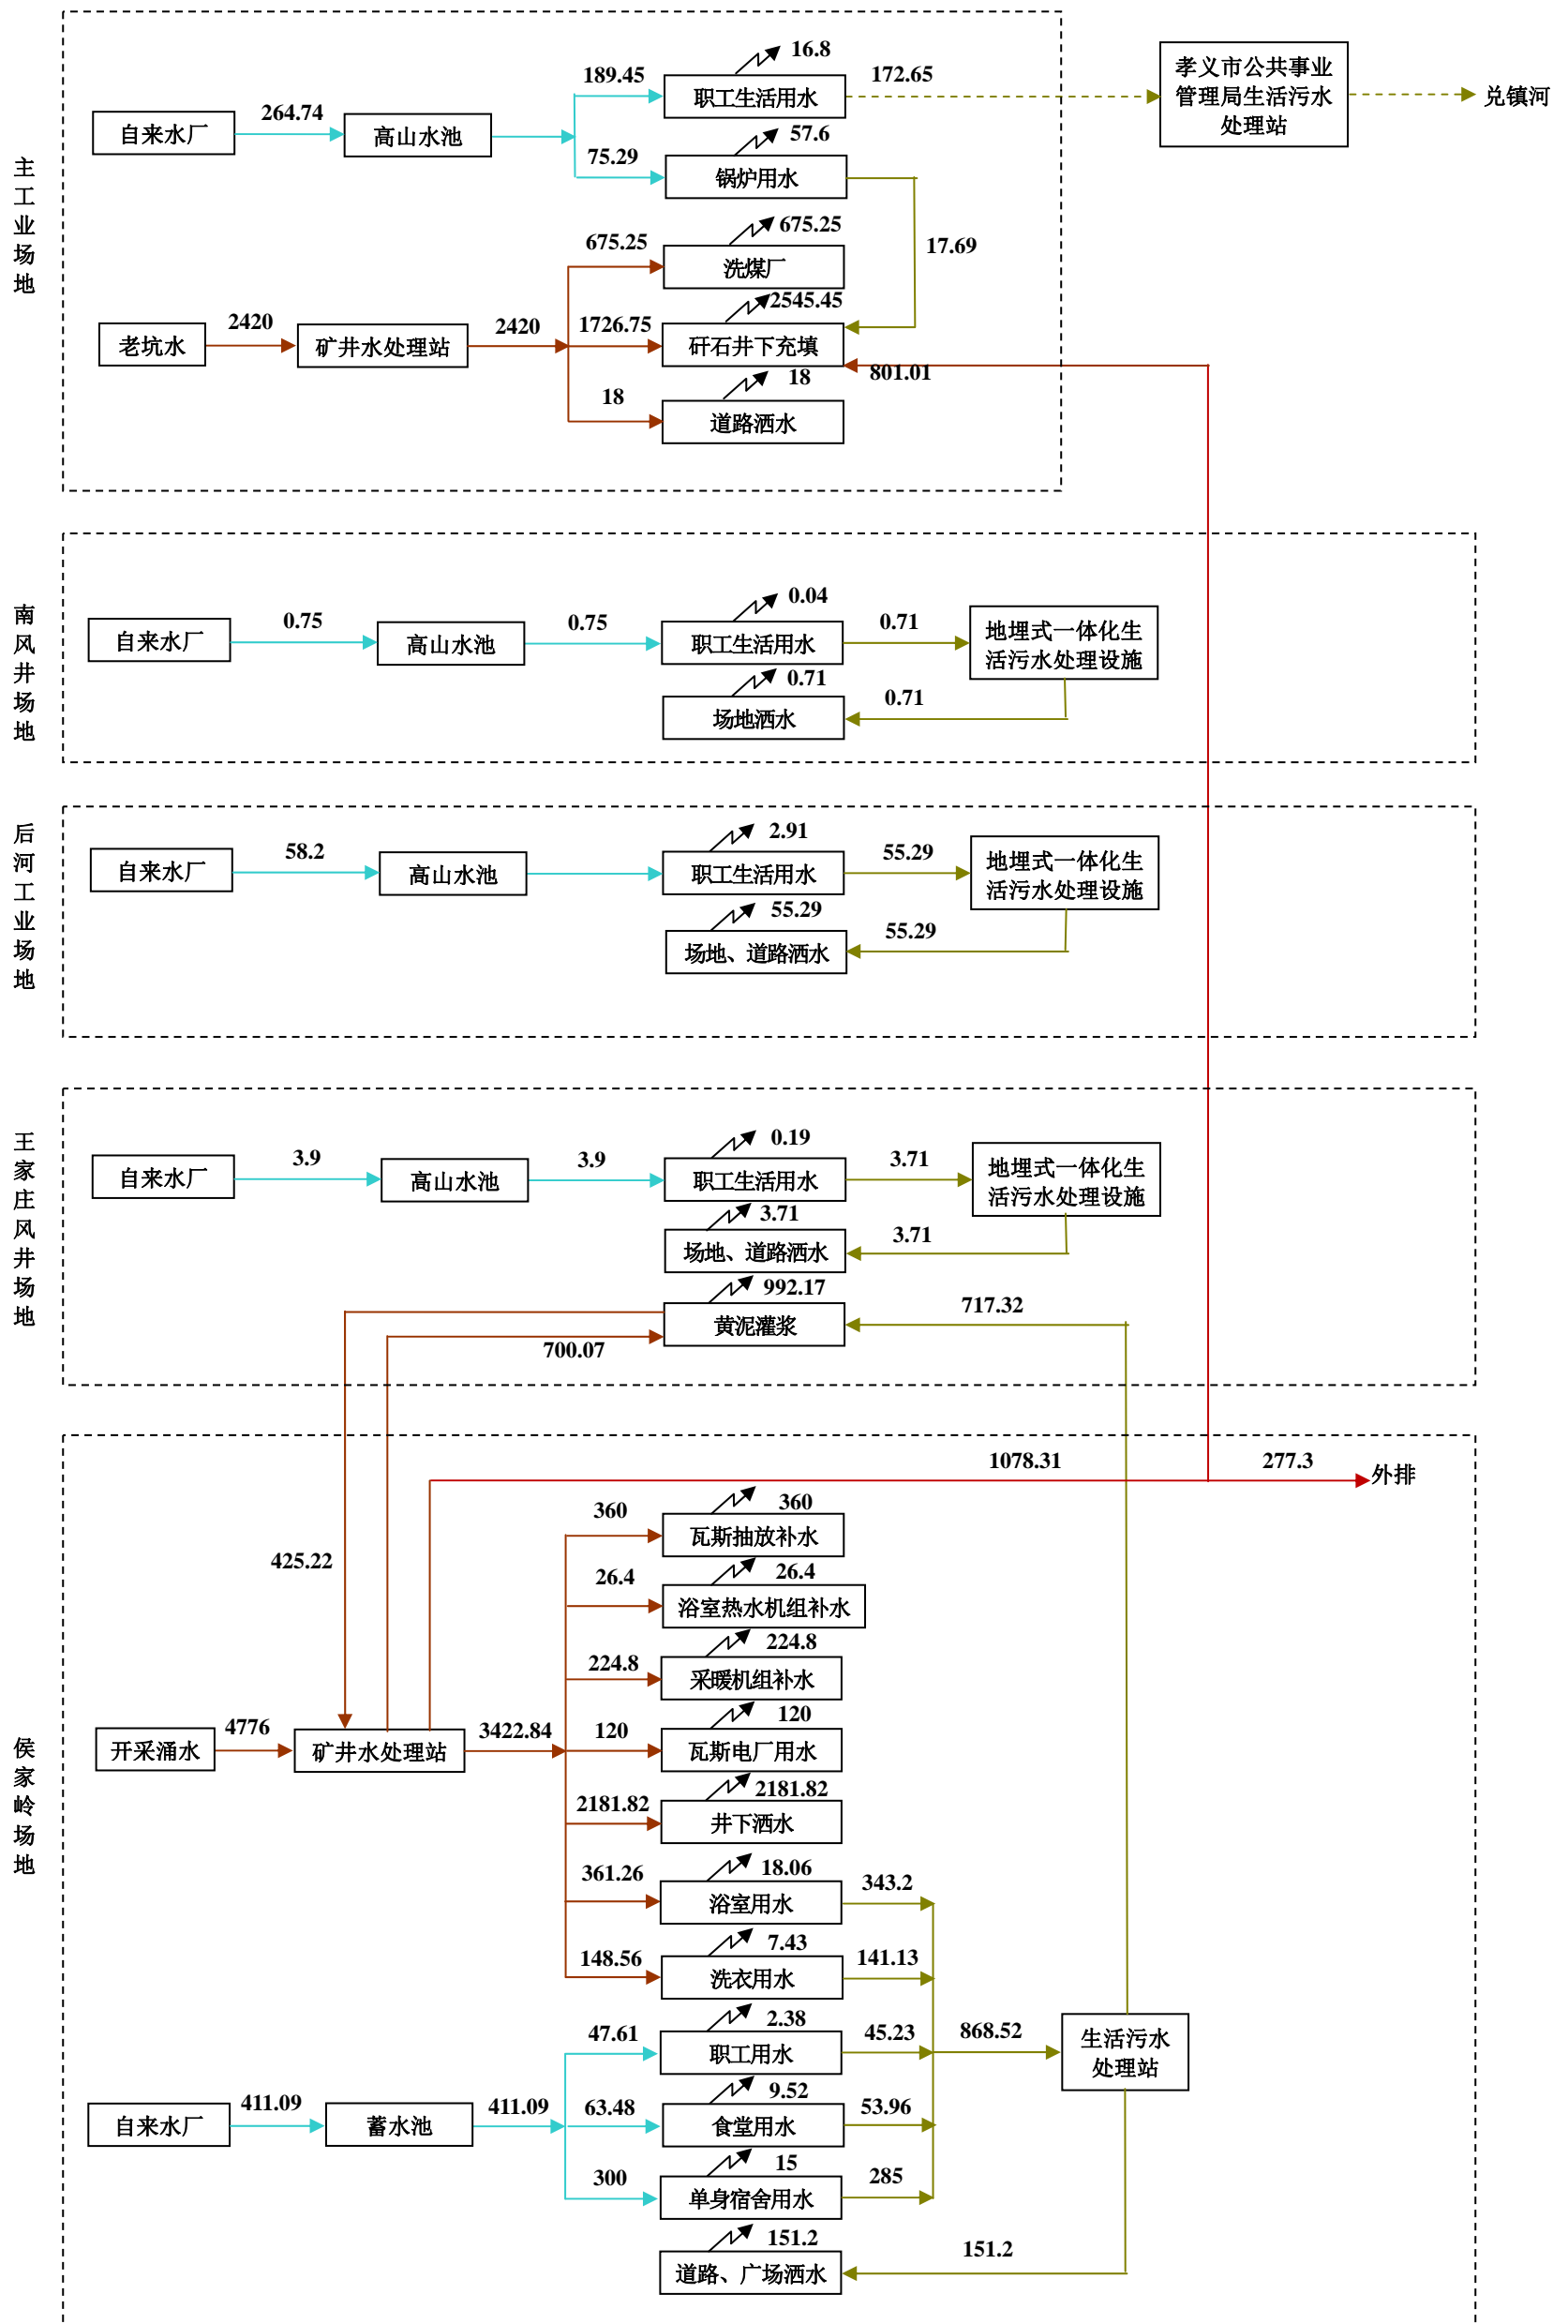 主工业场地
16.8
189.45
职工生活用水
172.65
孝义市公共事业
管理局生活污水
处理站
兑镇河
自来水厂
264.74
高山水池
57.6
75.29
锅炉用水
17.69
675.25
675.25
洗煤厂
2545.45
老坑水
2420
矿井水处理站
2420
1726.75
矸石井下充填
801.01
18
18
道路洒水
南风井场地
自来水厂
0.75
高山水池
0.75
0.04
职工生活用水
0.71
地埋式一体化生
活污水处理设施
0.71
场地洒水
0.71
后河工业场地
自来水厂
58.2
高山水池
2.91
职工生活用水
55.29
地埋式一体化生
活污水处理设施
55.29
场地、道路洒水
55.29
王家庄风井场地
自来水厂
3.9
高山水池
3.9
0.19
职工生活用水
3.71
地埋式一体化生
活污水处理设施
3.71
场地、道路洒水
3.71
992.17
黄泥灌浆
717.32
700.07
侯家岭场地
1078.31
277.3
外排
425.22
360
360
瓦斯抽放补水
26.4
26.4
浴室热水机组补水
224.8
224.8
采暖机组补水
开采涌水
4776
矿井水处理站
3422.84
120
120
瓦斯电厂用水
2181.82
2181.82
井下洒水
361.26
18.06
浴室用水
343.2
148.56
7.43
洗衣用水
141.13
47.61
2.38
职工用水
45.23
868.52
生活污水
处理站
自来水厂
411.09
蓄水池
411.09
63.48
9.52
食堂用水
53.96
300
15
单身宿舍用水
285
151.2
道路、广场洒水
151.2